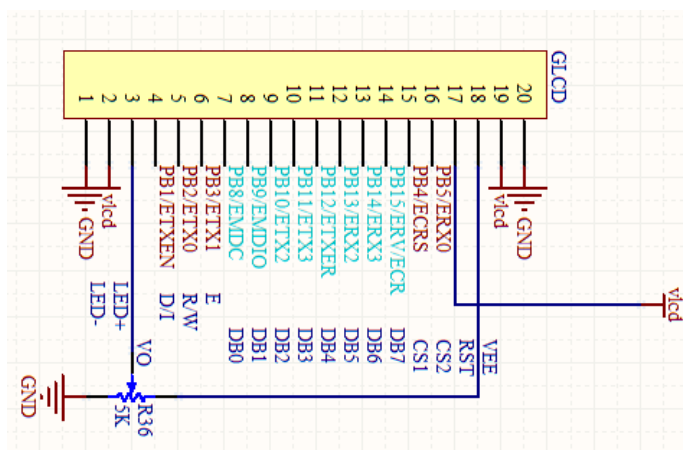 GLCD
1
2
3
4
5
6
7
8
9
10
11
12
13
14
15
16
17
18
19
20
GND
vlcd
PB1/ETXEN
PB2/ETX0
PB3/ETX1
PB8/EMDC
PB9/EMDIO
PB10/ETX2
PB11/ETX3
PB12/ETXER
PB13/ERX2
PB14/ERX3
PB15/ERV/ECR
PB4/ECRS
PB5/ERX0
vlcd
GND
LED-
LED+
VO
D/I
R/W
E
DB0
DB1
DB2
DB3
DB4
DB5
DB6
DB7
CS1
CS2
RST
VEE
vlcd
GND
5K
R36